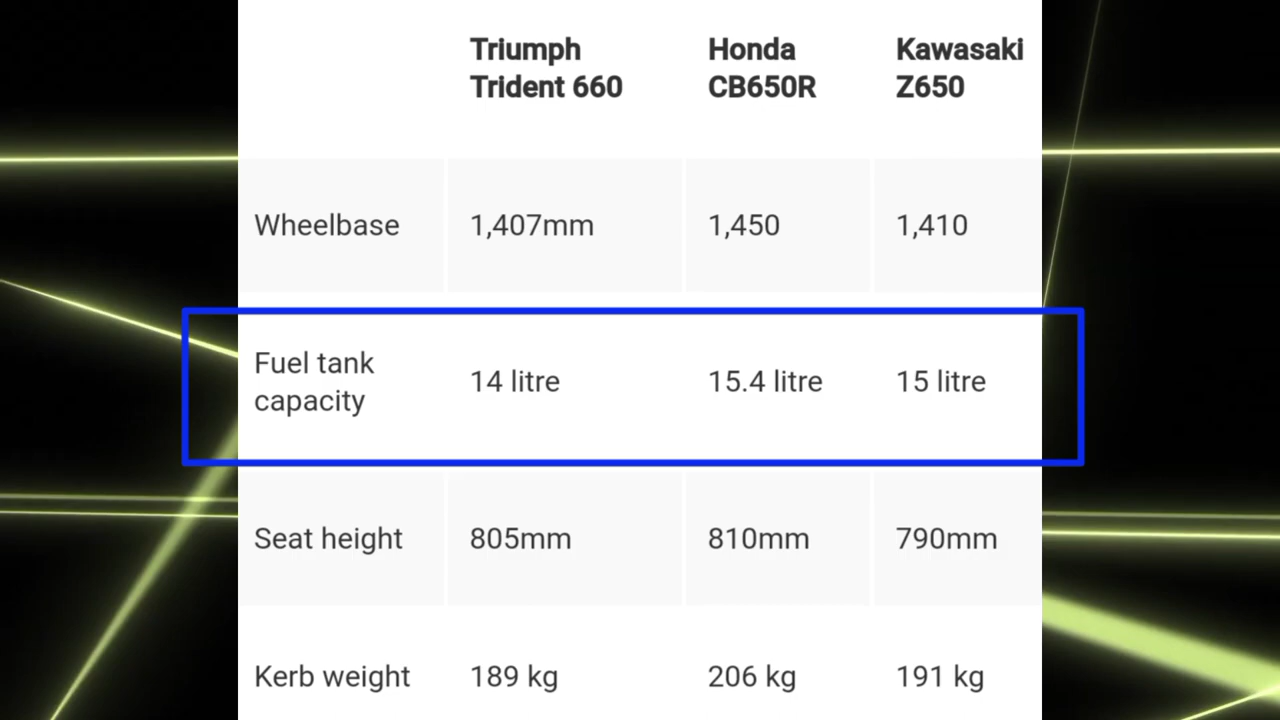 Triumph Trident 660 Honda CB650R Kawasaki Z650
Wheelbase 1,407mm 1,450 1,410
Fuel tank capacity 14 litre 15.4 litre 15 litre
Seat height 805mm 810mm 790mm
Kerb weight 189 kg 206 kg 191 kg